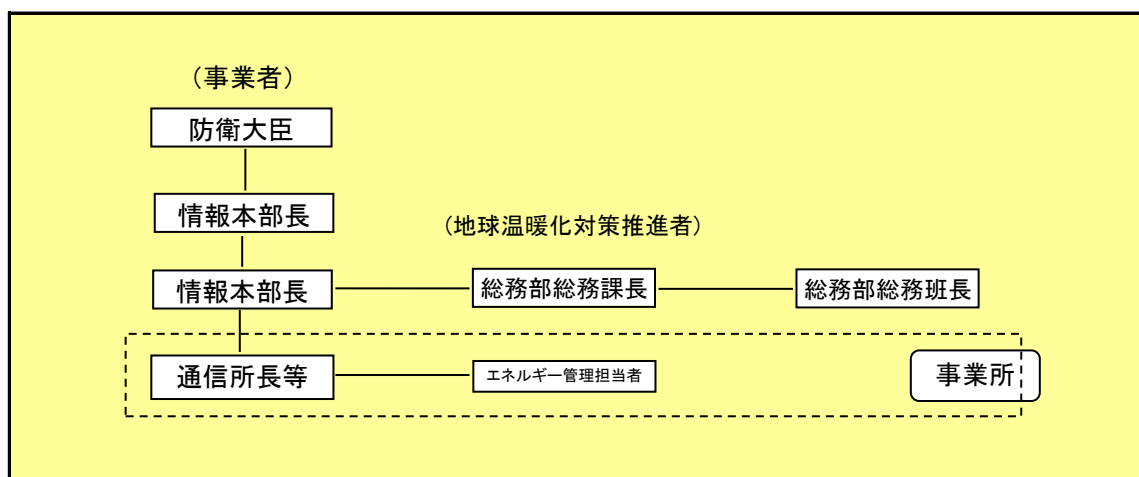 （事業者）
防衛大臣
情報本部長
（地球温暖化対策推進者）
情報本部長
総務部総務課長
総務部総務班長
通信所長等
エネルギー管理担当者
事業所